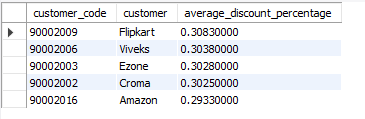 customer_code customer average_discount_percentage
90002009 Flipkart 0.30830000
90002006 Viveks 0.30380000
90002003 Ezone 0.30280000
90002002 Croma 0.30250000
90002016 Amazon 0.29330000